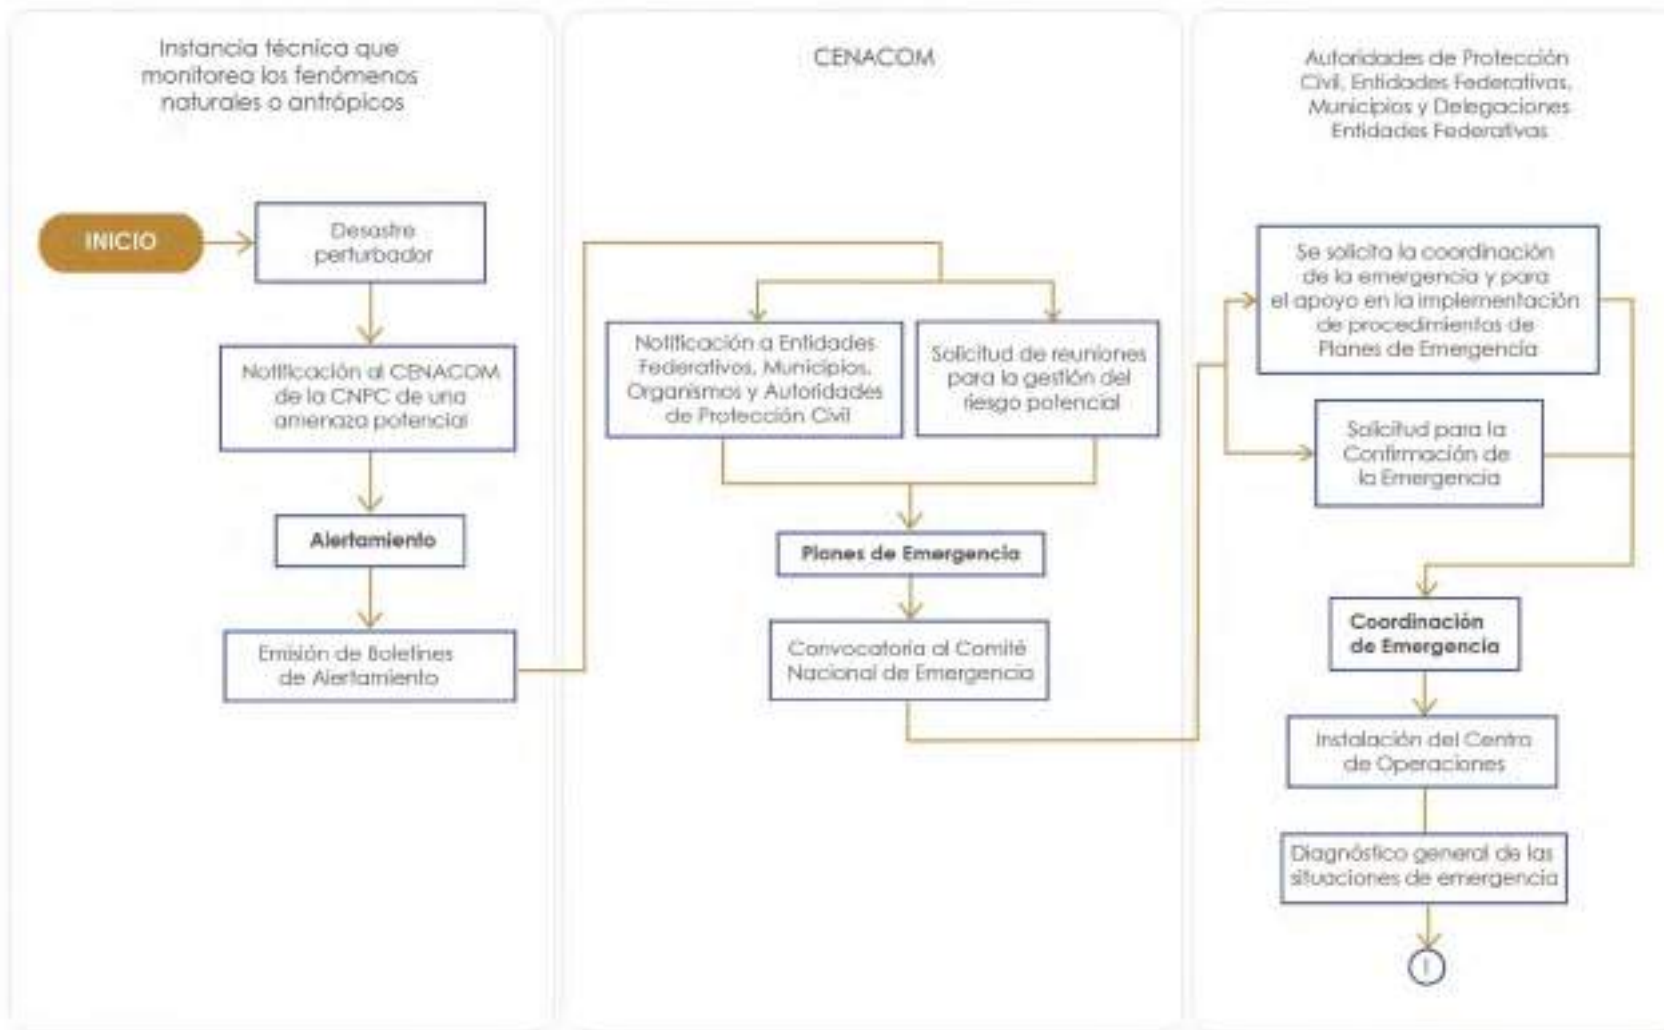 Instancia técnica que
monitorea los fenómenos
naturales o antrópicos
INICIO
Desastre
perturbador
Notificación al CENACOM
de la CNPC de una
amenaza potencial
Alertamiento
Emisión de Boletines
de Alertamiento
CENACOM
Notificación a Entidades
Federativos, Municipios,
Organismos y Autoridades
de Protección Civil
Solicitud de reuniones
para la gestión del
riesgo potencial
Planes de Emergencia
Convocatoria al Comité
Nacional de Emergencia
Autoridades de Protección
Civil, Entidades Federativas,
Municipios y Delegaciones
Entidades Federativas
Se solicita la coordinación
de la emergencia y para
el apoyo en la implementación
de procedimientos de
Planes de Emergencia
Solicitud para la
Confirmación de
la Emergencia
Coordinación
de Emergencia
Instalación del Centro
de Operaciones
Diagnóstico general de las
situaciones de emergencia